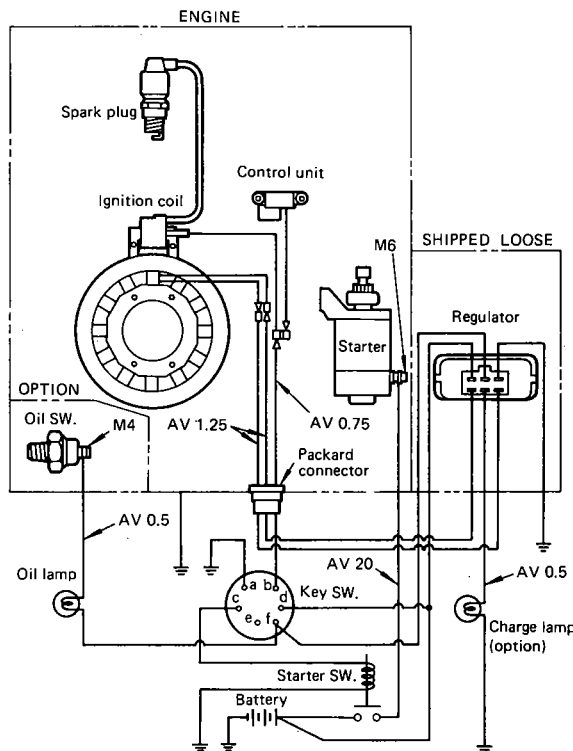 ENGINE
Spark plug
Control unit
Ignition coil
M6
SHIPPED LOOSE
Regulator
Starter
OPTION
Oil SW.
M4
AV 1.25
AV 0.75
Packard
connector
AV 0.5
AV 20
AV 0.5
Oil lamp
a b
c d
e f
Key SW.
Charge lamp
(option)
Starter SW.
Battery